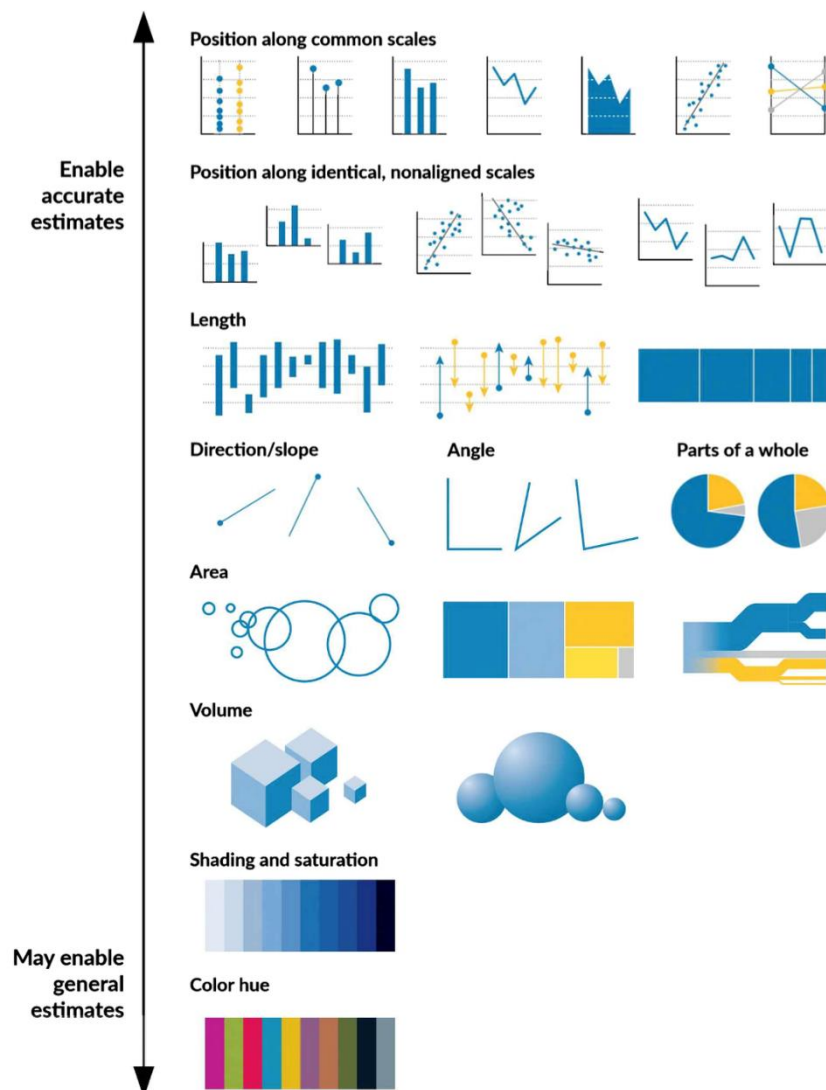 Position along common scales
Enable
accurate
estimates
Position along identical, nonaligned scales
Length
Direction/slope
Angle
Parts of a whole
Area
Volume
Shading and saturation
May enable
general
estimates
Color hue